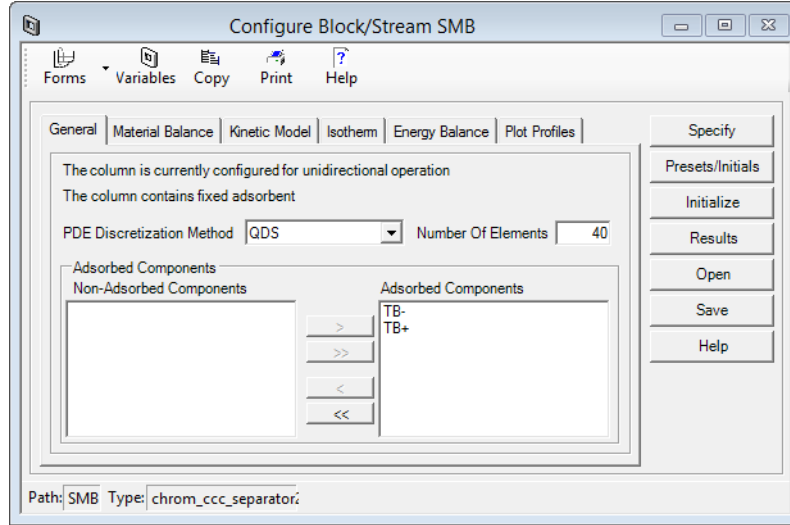 Configure Block/Stream SMB
Forms Variables Copy Print Help
General Material Balance Kinetic Model Isotherm Energy Balance Plot Profiles
The column is currently configured for unidirectional operation
The column contains fixed adsorbent
PDE Discretization Method QDS Number Of Elements 40
Adsorbed Components
Non-Adsorbed Components Adsorbed Components
TB-
TB+
>
>>
<
<<
Specify
Presets/Initials
Initialize
Results
Open
Save
Help
Path: SMB Type: chrom_ccc_separator2